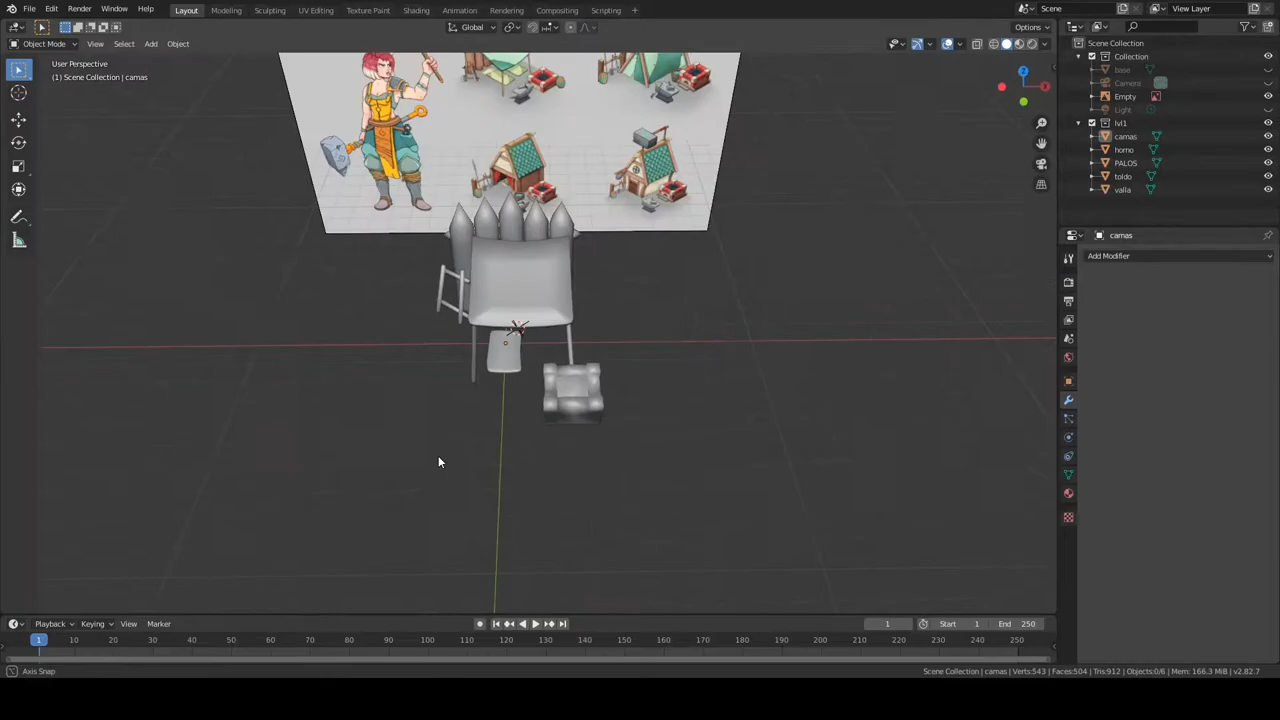 File Edit Render Window Help Layout Modeling Sculpting UV Editing Texture Paint Shading Animation Rendering Compositing Scripting + Scene View Layer
Global Options
Object Mode View Select Add Object
User Perspective
(1) Scene Collection | camas
Scene Collection
Collection
Base
Camera
Empty
Light
lvl1
camas
horno
PALOS
toldo
valla
camas
Add Modifier
Playback Keying View Marker 1 Start 1 End 250
1 10 20 30 40 50 60 70 80 90 100 110 120 130 140 150 160 170 180 190 200 210 220 230 240 250
Axis Snap Scene Collection | camas | Verts:543 | Faces:504 | Tris:912 | Objects:0/6 | Mem: 166.3 MiB | v2.82.7